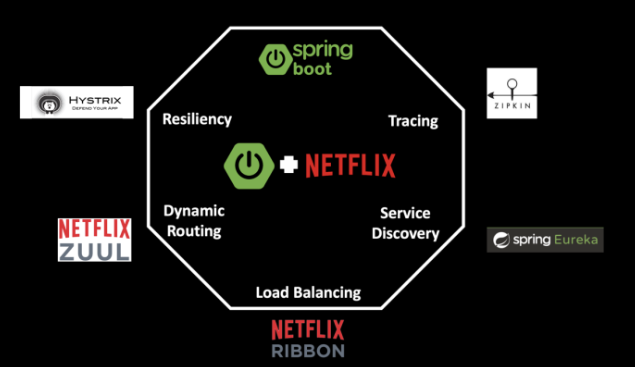 spring
boot
HYSTRIX
DEFEND YOUR APP
Resiliency
Tracing
ZIPKIN
NETFLIX
Dynamic
Routing
Service
Discovery
NETFLIX
ZUUL
spring Eureka
Load Balancing
NETFLIX
RIBBON